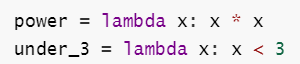 power = lambda x: x * x
under_3 = lambda x: x < 3